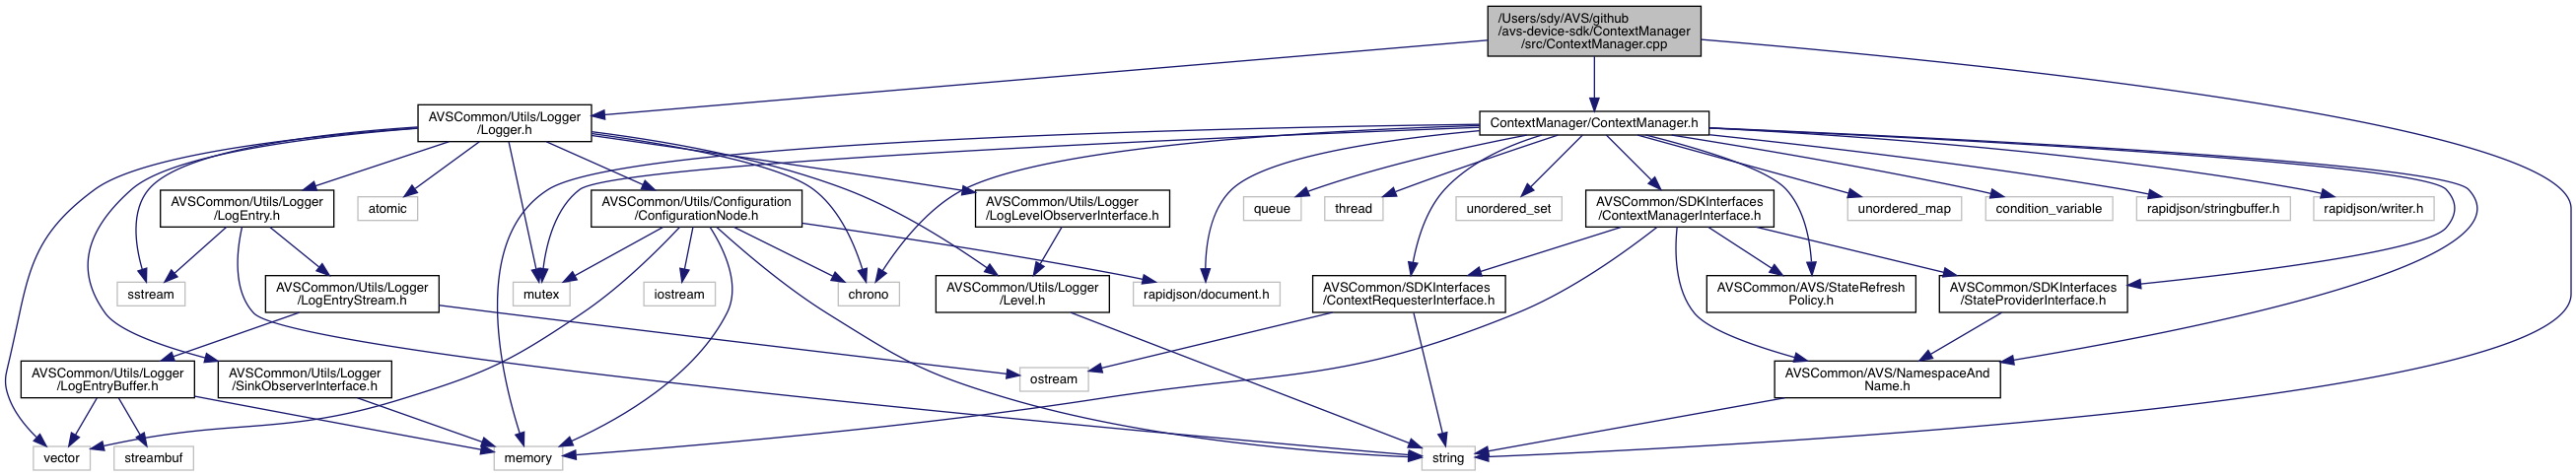 /Users/sdy/AVS/github
/avs-device-sdk/ContextManager
/src/ContextManager.cpp
AVSCommon/Utils/Logger
/Logger.h
ContextManager/ContextManager.h
AVSCommon/Utils/Logger
/LogEntry.h
atomic
AVSCommon/Utils/Configuration
/ConfigurationNode.h
AVSCommon/Utils/Logger
/LogLevelObserverInterface.h
queue
thread
unordered_set
AVSCommon/SDKInterfaces
/ContextManagerInterface.h
unordered_map
condition_variable
rapidjson/stringbuffer.h
rapidjson/writer.h
sstream
AVSCommon/Utils/Logger
/LogEntryStream.h
mutex
iostream
chrono
AVSCommon/Utils/Logger
/Level.h
rapidjson/document.h
AVSCommon/SDKInterfaces
/ContextRequesterInterface.h
AVSCommon/AVS/StateRefresh
Policy.h
AVSCommon/SDKInterfaces
/StateProviderInterface.h
AVSCommon/Utils/Logger
/LogEntryBuffer.h
AVSCommon/Utils/Logger
/SinkObserverInterface.h
ostream
AVSCommon/AVS/NamespaceAnd
Name.h
vector
streambuf
memory
string